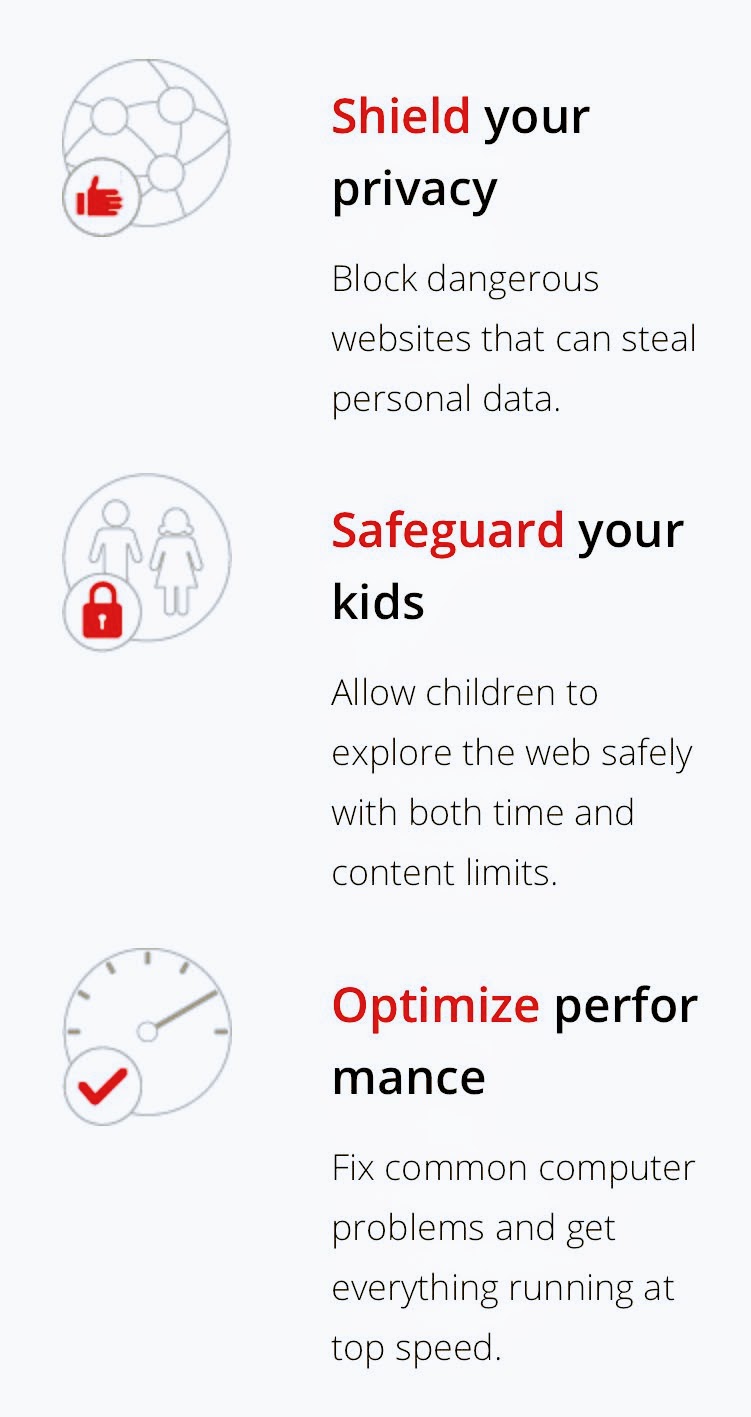 Shield your
privacy
Block dangerous
websites that can steal
personal data.
Safeguard your
kids
Allow children to
explore the web safely
with both time and
content limits.
Optimize perfor
mance
Fix common computer
problems and get
everything running at
top speed.